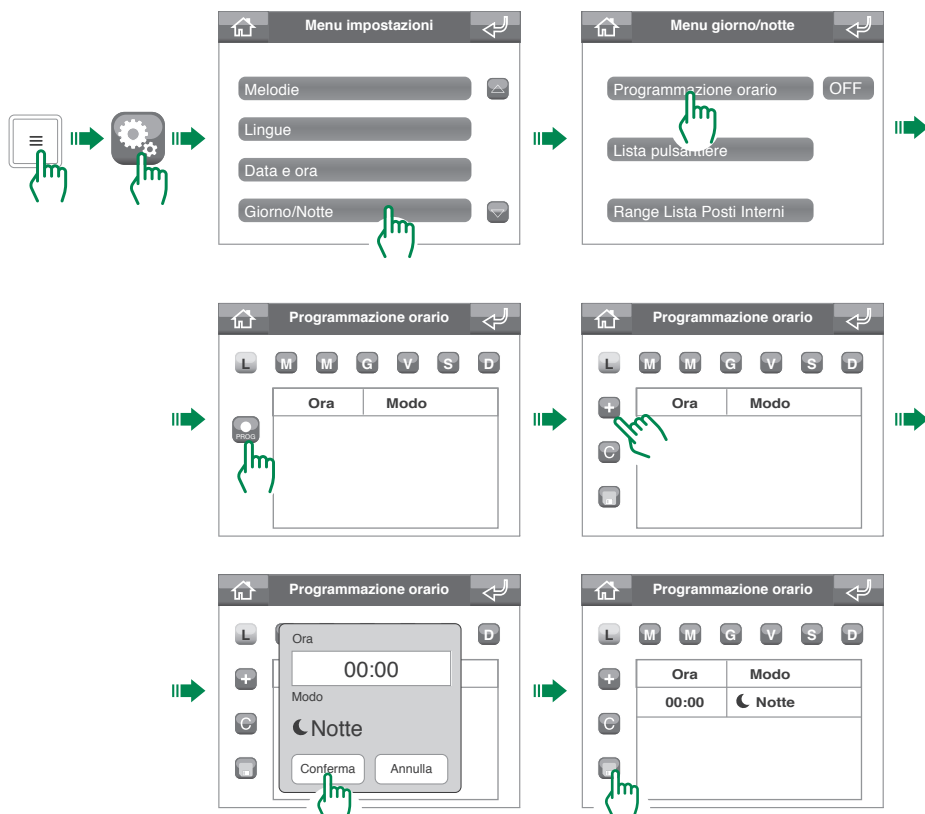 Menu impostazioni
Melodie
Lingue
Data e ora
Giorno/Notte
Menu giorno/notte
Programmazione orario OFF
Lista pulsantiere
Range Lista Posti Interni
Programmazione orario
L M M G V S D
Ora Modo
PROG
Programmazione orario
L M M G V S D
+ Ora Modo
C
Programmazione orario
L D
Ora
+ 00:00
Modo
C Notte
Conferma Annulla
Programmazione orario
L M M G V S D
+ Ora Modo
00:00 Notte
C